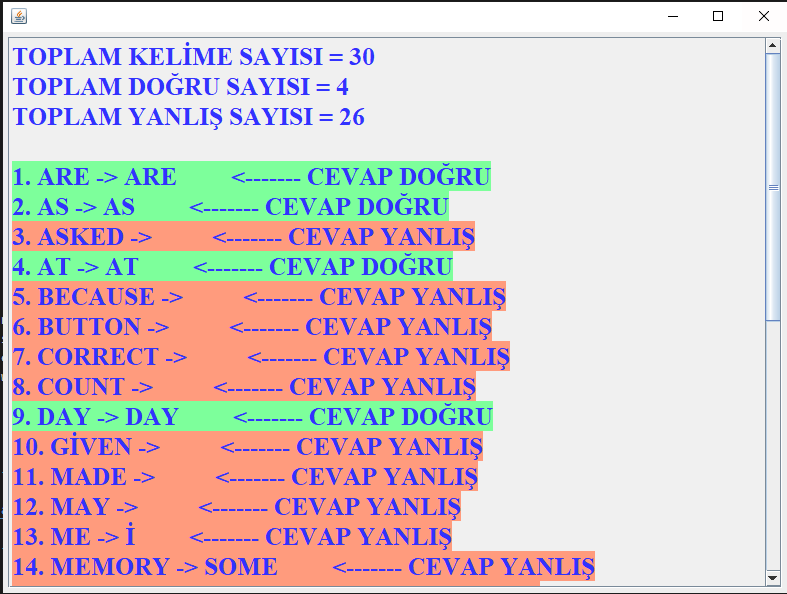 TOPLAM KELİME SAYISI = 30
TOPLAM DOĞRU SAYISI = 4
TOPLAM YANLIŞ SAYISI = 26
1. ARE -> ARE <------- CEVAP DOĞRU
2. AS -> AS <------- CEVAP DOĞRU
3. ASKED -> <------- CEVAP YANLIŞ
4. AT -> AT <------- CEVAP DOĞRU
5. BECAUSE -> <------- CEVAP YANLIŞ
6. BUTTON -> <------- CEVAP YANLIŞ
7. CORRECT -> <------- CEVAP YANLIŞ
8. COUNT -> <------- CEVAP YANLIŞ
9. DAY -> DAY <------- CEVAP DOĞRU
10. GİVEN -> <------- CEVAP YANLIŞ
11. MADE -> <------- CEVAP YANLIŞ
12. MAY -> <------- CEVAP YANLIŞ
13. ME -> İ <------- CEVAP YANLIŞ
14. MEMORY -> SOME <------- CEVAP YANLIŞ